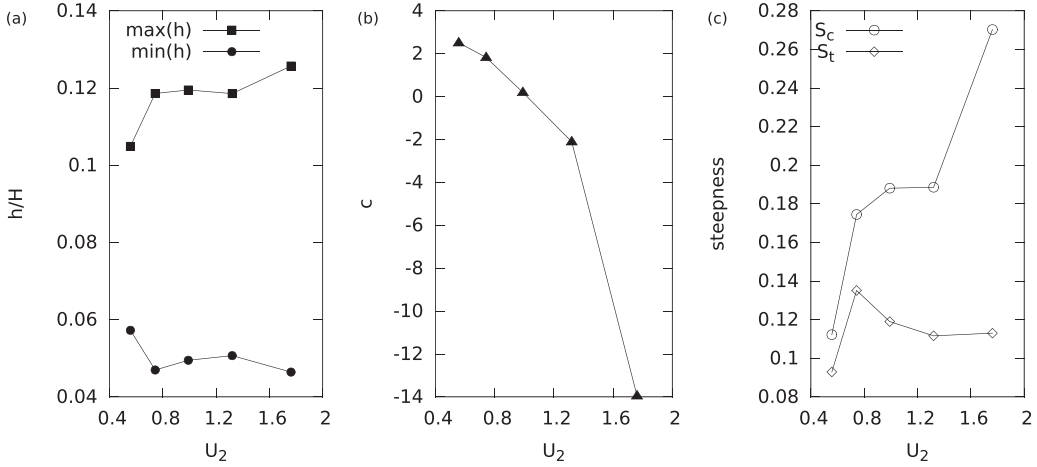 (a)
0.14
0.12
0.1
0.08
0.06
0.04
h/H
max(h)
min(h)
0.4 0.8 1.2 1.6 2
U2
(b)
4
2
0
-2
-4
-6
-8
-10
-12
-14
c
0.4 0.8 1.2 1.6 2
U2
(c)
0.28
0.26
0.24
0.22
0.2
0.18
0.16
0.14
0.12
0.1
0.08
steepness
Sc
St
0.4 0.8 1.2 1.6 2
U2